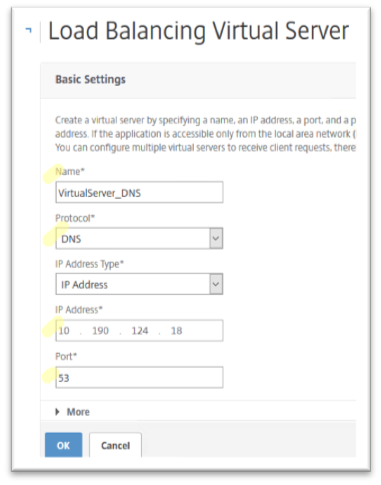 Load Balancing Virtual Server
Basic Settings
Create a virtual server by specifying a name, an IP address, a port, and a p
address. If the application is accessible only from the local area network (
You can configure multiple virtual servers to receive client requests, there
Name*
VirtualServer_DNS
Protocol*
DNS
IP Address Type*
IP Address
IP Address*
10 . 190 . 124 . 18
Port*
53
More
OK Cancel